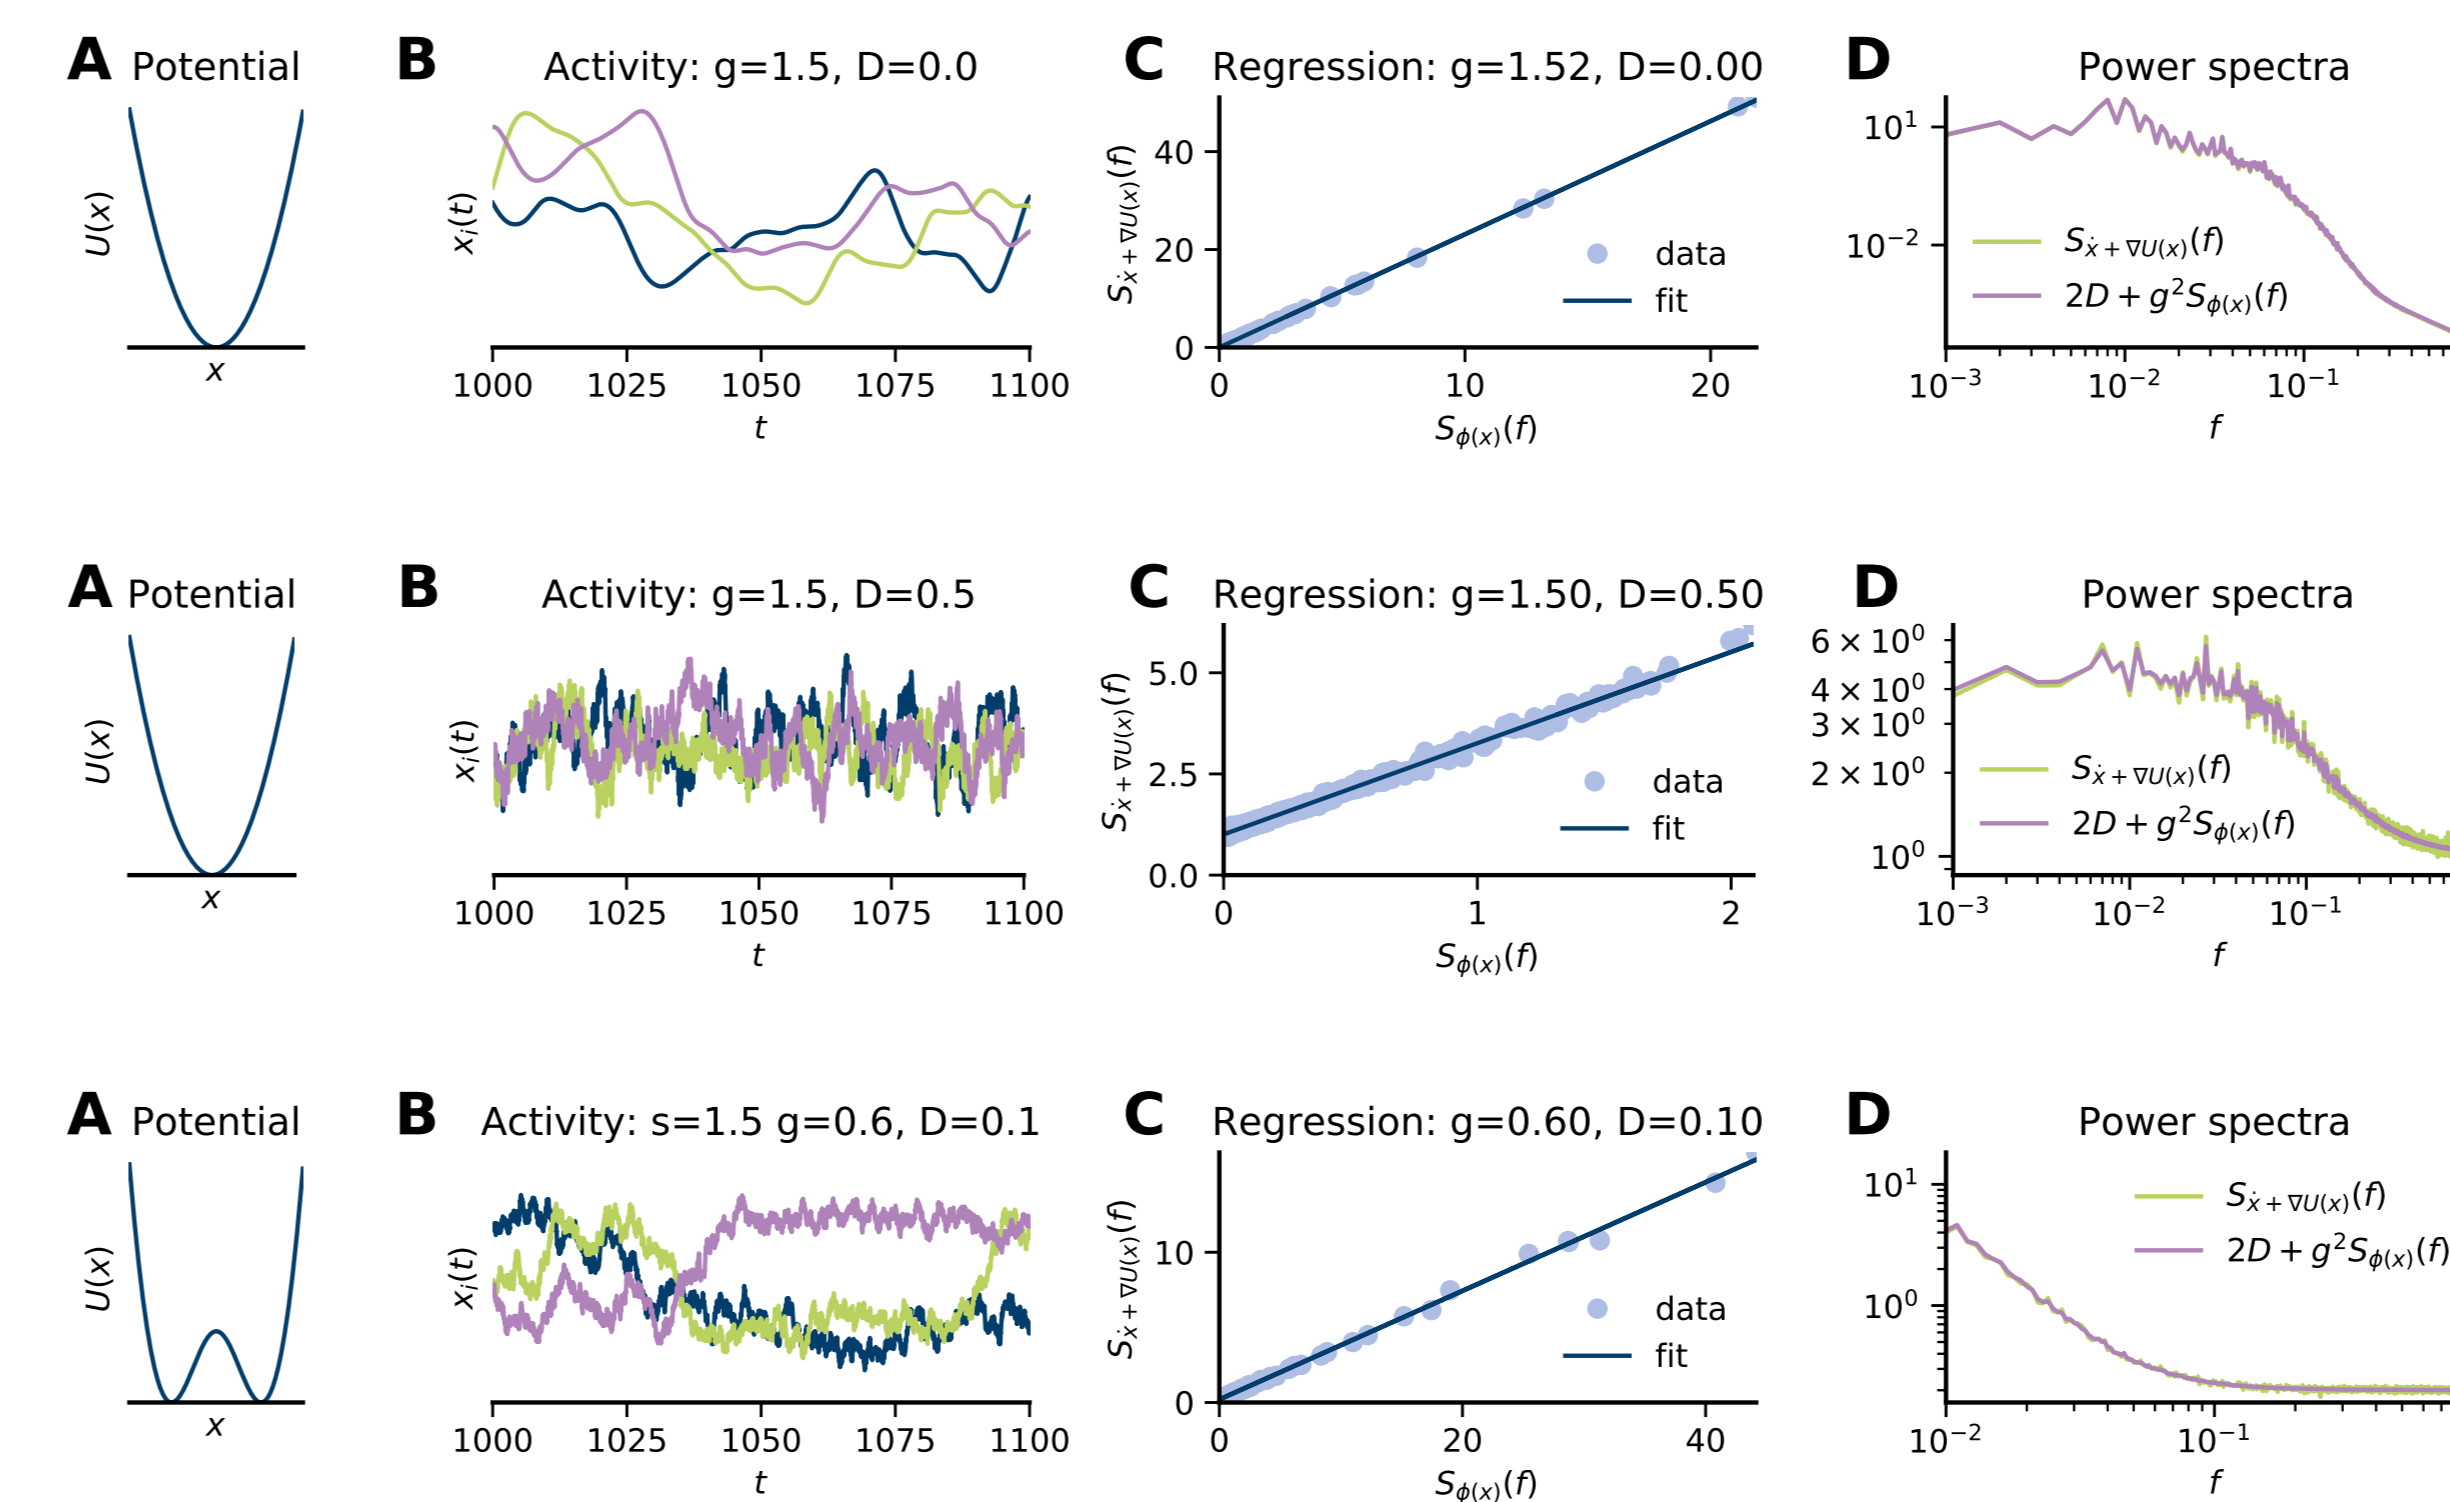 A Potential
U(x)
x
B Activity: g=1.5, D=0.0
x_i(t)
1000 1025 1050 1075 1100
t
C Regression: g=1.52, D=0.00
S_{ẋ + ∇U(x)}(f)
40
20
0
data
fit
0 10 20
S_{ϕ(x)}(f)
D Power spectra
10^1
10^{−2}
S_{ẋ + ∇U(x)}(f)
2D + g^2S_{ϕ(x)}(f)
10^{−3} 10^{−2} 10^{−1}
f
A Potential
U(x)
x
B Activity: g=1.5, D=0.5
x_i(t)
1000 1025 1050 1075 1100
t
C Regression: g=1.50, D=0.50
S_{ẋ + ∇U(x)}(f)
5.0
2.5
0.0
data
fit
0 1 2
S_{ϕ(x)}(f)
D Power spectra
6 × 10^0
4 × 10^0
3 × 10^0
2 × 10^0
10^0
S_{ẋ + ∇U(x)}(f)
2D + g^2S_{ϕ(x)}(f)
10^{−3} 10^{−2} 10^{−1}
f
A Potential
U(x)
x
B Activity: s=1.5 g=0.6, D=0.1
x_i(t)
1000 1025 1050 1075 1100
t
C Regression: g=0.60, D=0.10
S_{ẋ + ∇U(x)}(f)
10
0
data
fit
0 20 40
S_{ϕ(x)}(f)
D Power spectra
10^1
10^0
S_{ẋ + ∇U(x)}(f)
2D + g^2S_{ϕ(x)}(f)
10^{−2} 10^{−1}
f